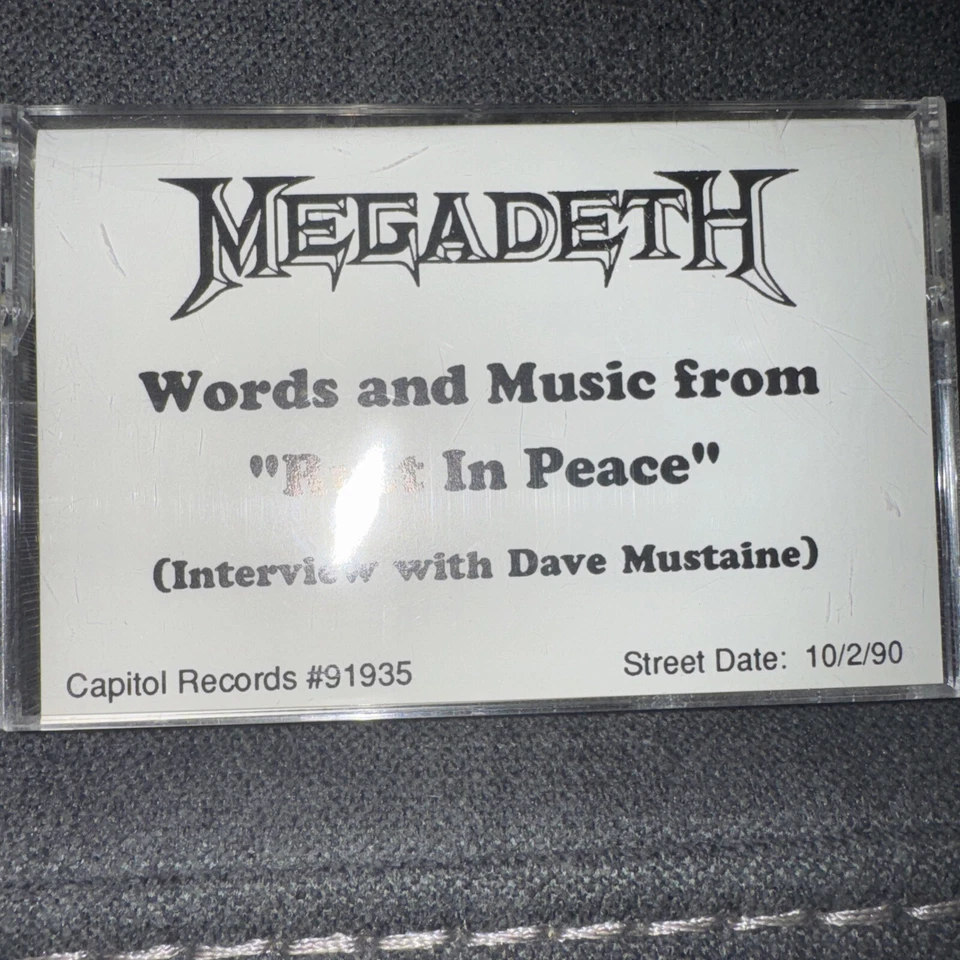 MEGADETH
Words and Music from
"Rust In Peace"
(Interview with Dave Mustaine)
Capitol Records #91935
Street Date: 10/2/90